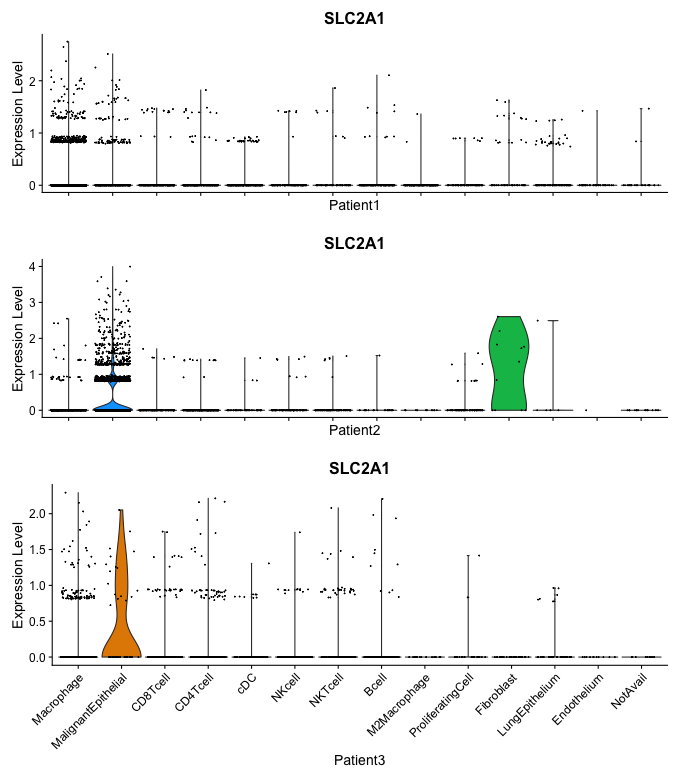 SLC2A1
Expression Level
2
1
0
Patient1
SLC2A1
Expression Level
4
3
2
1
0
Patient2
SLC2A1
Expression Level
2.0
1.5
1.0
0.5
0.0
Macrophage
MalignantEpithelial
CD8Tcell
CD4Tcell
cDC
NKcell
NKTcell
Bcell
M2Macrophage
ProliferatingCell
Fibroblast
LungEpithelium
Endothelium
NotAvail
Patient3